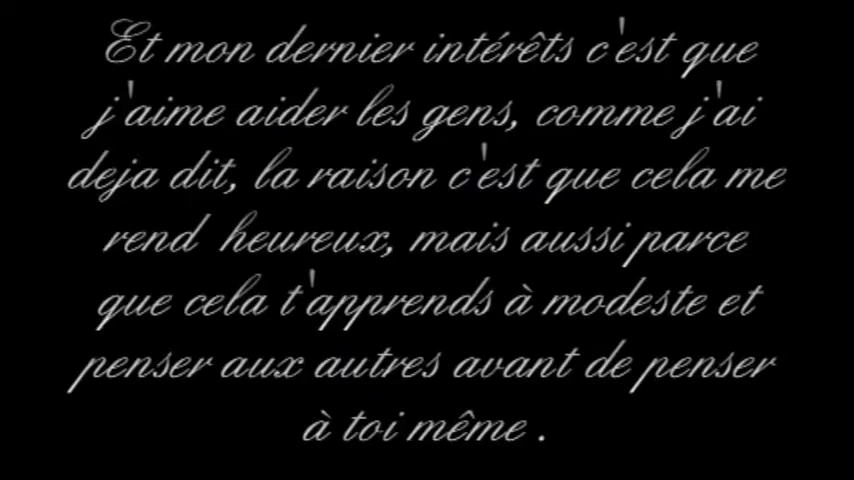 Et mon dernier intérêts c'est que
j'aime aider les gens, comme j'ai
deja dit, la raison c'est que cela me
rend heureux, mais aussi parce
que cela t'apprends à modeste et
penser aux autres avant de penser
à toi même .